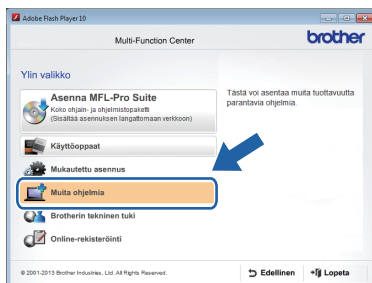 Adobe Flash Player 10
Multi-Function Center
brother
Ylin valikko
Asenna MFL-Pro Suite
Koko ohjain- ja ohjelmistopaketti
(Sisältää asennuksen langattomaan verkkoon)
Käyttöoppaat
Mukautettu asennus
Muita ohjelmia
Brotherin tekninen tuki
Online-rekisteröinti
Tästä voi asentaa muita tuottavuutta
parantavia ohjelmia.
© 2001-2013 Brother Industries, Ltd. All Rights Reserved.
Edellinen
Lopeta